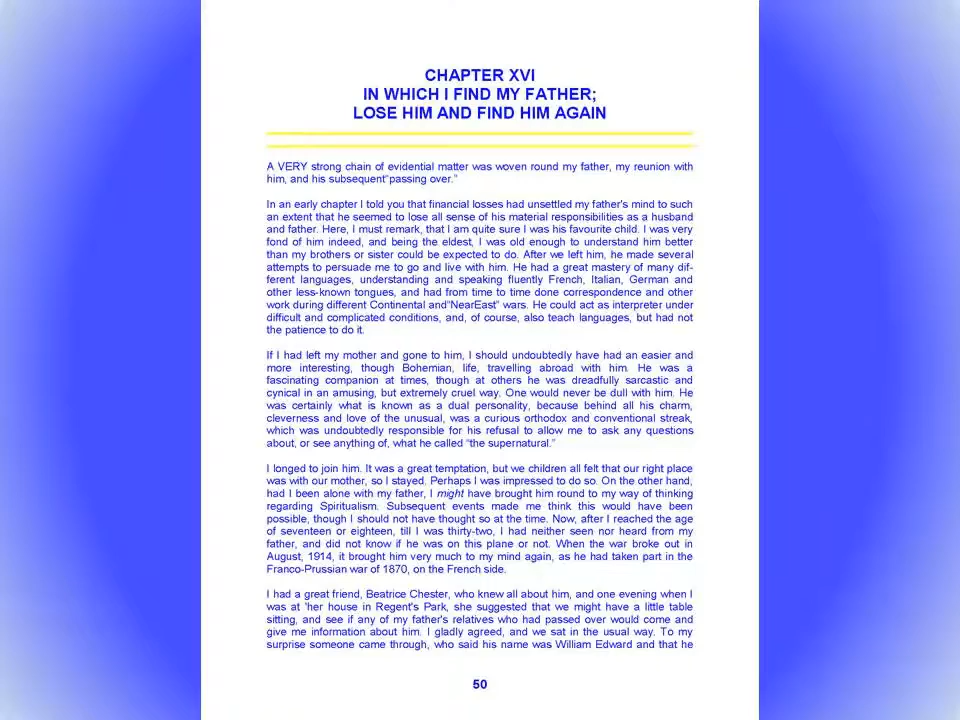 CHAPTER XVI
IN WHICH I FIND MY FATHER;
LOSE HIM AND FIND HIM AGAIN
A VERY strong chain of evidential matter was woven round my father, my reunion with
him, and his subsequent“passing over.”
In an early chapter I told you that financial losses had unsettled my father's mind to such
an extent that he seemed to lose all sense of his material responsibilities as a husband
and father. Here, I must remark, that I am quite sure I was his favourite child. I was very
fond of him indeed, and being the eldest, I was old enough to understand him better
than my brothers or sister could be expected to do. After we left him, he made several
attempts to persuade me to go and live with him. He had a great mastery of many dif-
ferent languages, understanding and speaking fluently French, Italian, German and
other less-known tongues, and had from time to time done correspondence and other
work during different Continental and“NearEast” wars. He could act as interpreter under
difficult and complicated conditions, and, of course, also teach languages, but had not
the patience to do it.
If I had left my mother and gone to him, I should undoubtedly have had an easier and
more interesting, though Bohemian, life, travelling abroad with him. He was a
fascinating companion at times, though at others he was dreadfully sarcastic and
cynical in an amusing, but extremely cruel way. One would never be dull with him. He
was certainly what is known as a dual personality, because behind all his charm,
cleverness and love of the unusual, was a curious orthodox and conventional streak,
which was undoubtedly responsible for his refusal to allow me to ask any questions
about, or see anything of, what he called “the supernatural.”
I longed to join him. It was a great temptation, but we children all felt that our right place
was with our mother, so I stayed. Perhaps I was impressed to do so. On the other hand,
had I been alone with my father, I might have brought him round to my way of thinking
regarding Spiritualism. Subsequent events made me think this would have been
possible, though I should not have thought so at the time. Now, after I reached the age
of seventeen or eighteen, till I was thirty-two, I had neither seen nor heard from my
father, and did not know if he was on this plane or not. When the war broke out in
August, 1914, it brought him very much to my mind again, as he had taken part in the
Franco-Prussian war of 1870, on the French side.
I had a great friend, Beatrice Chester, who knew all about him, and one evening when I
was at 'her house in Regent's Park, she suggested that we might have a little table
sitting, and see if any of my father's relatives who had passed over would come and
give me information about him. I gladly agreed, and we sat in the usual way. To my
surprise someone came through, who said his name was William Edward and that he
50